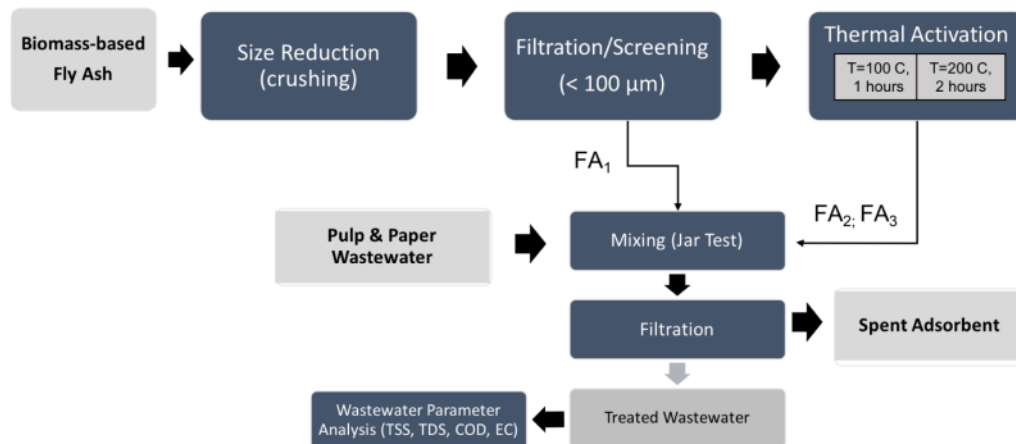 Biomass-based
Fly Ash
Size Reduction
(crushing)
Filtration/Screening
(< 100 μm)
Thermal Activation
T=100 C,
1 hours
T=200 C,
2 hours
FA₁
FA₂; FA₃
Pulp & Paper
Wastewater
Mixing (Jar Test)
Filtration
Spent Adsorbent
Wastewater Parameter
Analysis (TSS, TDS, COD, EC)
Treated Wastewater